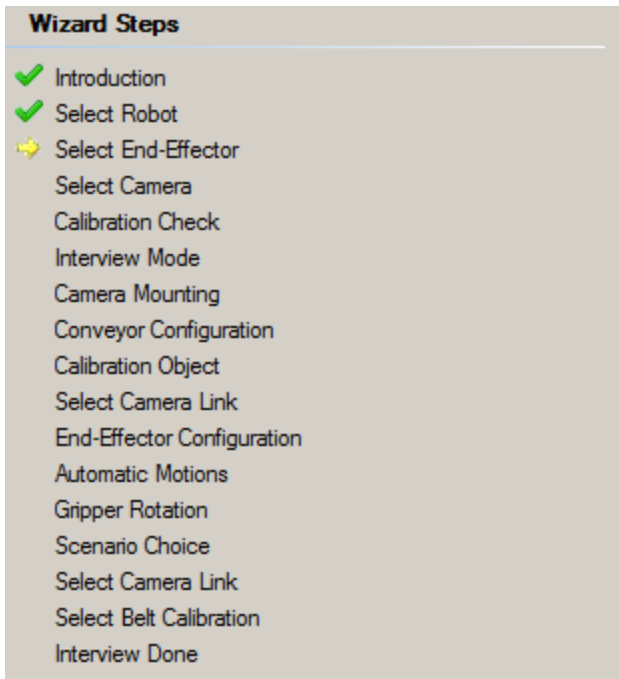 Wizard Steps
Introduction
Select Robot
Select End-Effector
Select Camera
Calibration Check
Interview Mode
Camera Mounting
Conveyor Configuration
Calibration Object
Select Camera Link
End-Effector Configuration
Automatic Motions
Gripper Rotation
Scenario Choice
Select Camera Link
Select Belt Calibration
Interview Done